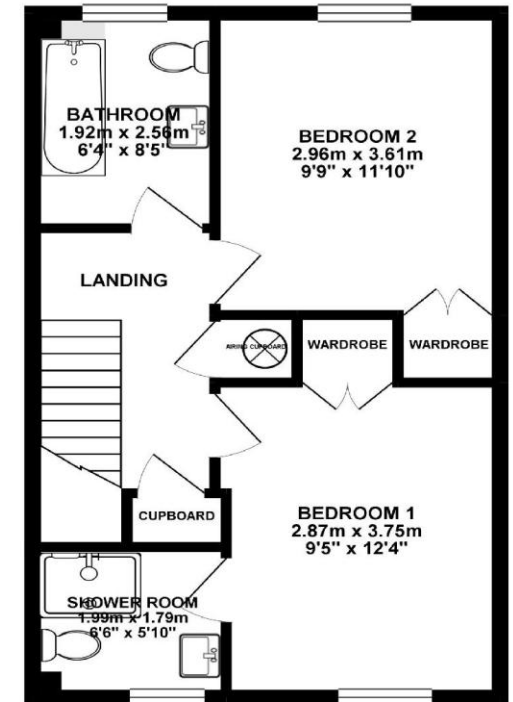 BATHROOM
1.92m x 2.56m
6'4" x 8'5"
BEDROOM 2
2.96m x 3.61m
9'9" x 11'10"
LANDING
AIRING CUPBOARD
WARDROBE
WARDROBE
CUPBOARD
BEDROOM 1
2.87m x 3.75m
9'5" x 12'4"
SHOWER ROOM
1.99m x 1.79m
6'6" x 5'10"